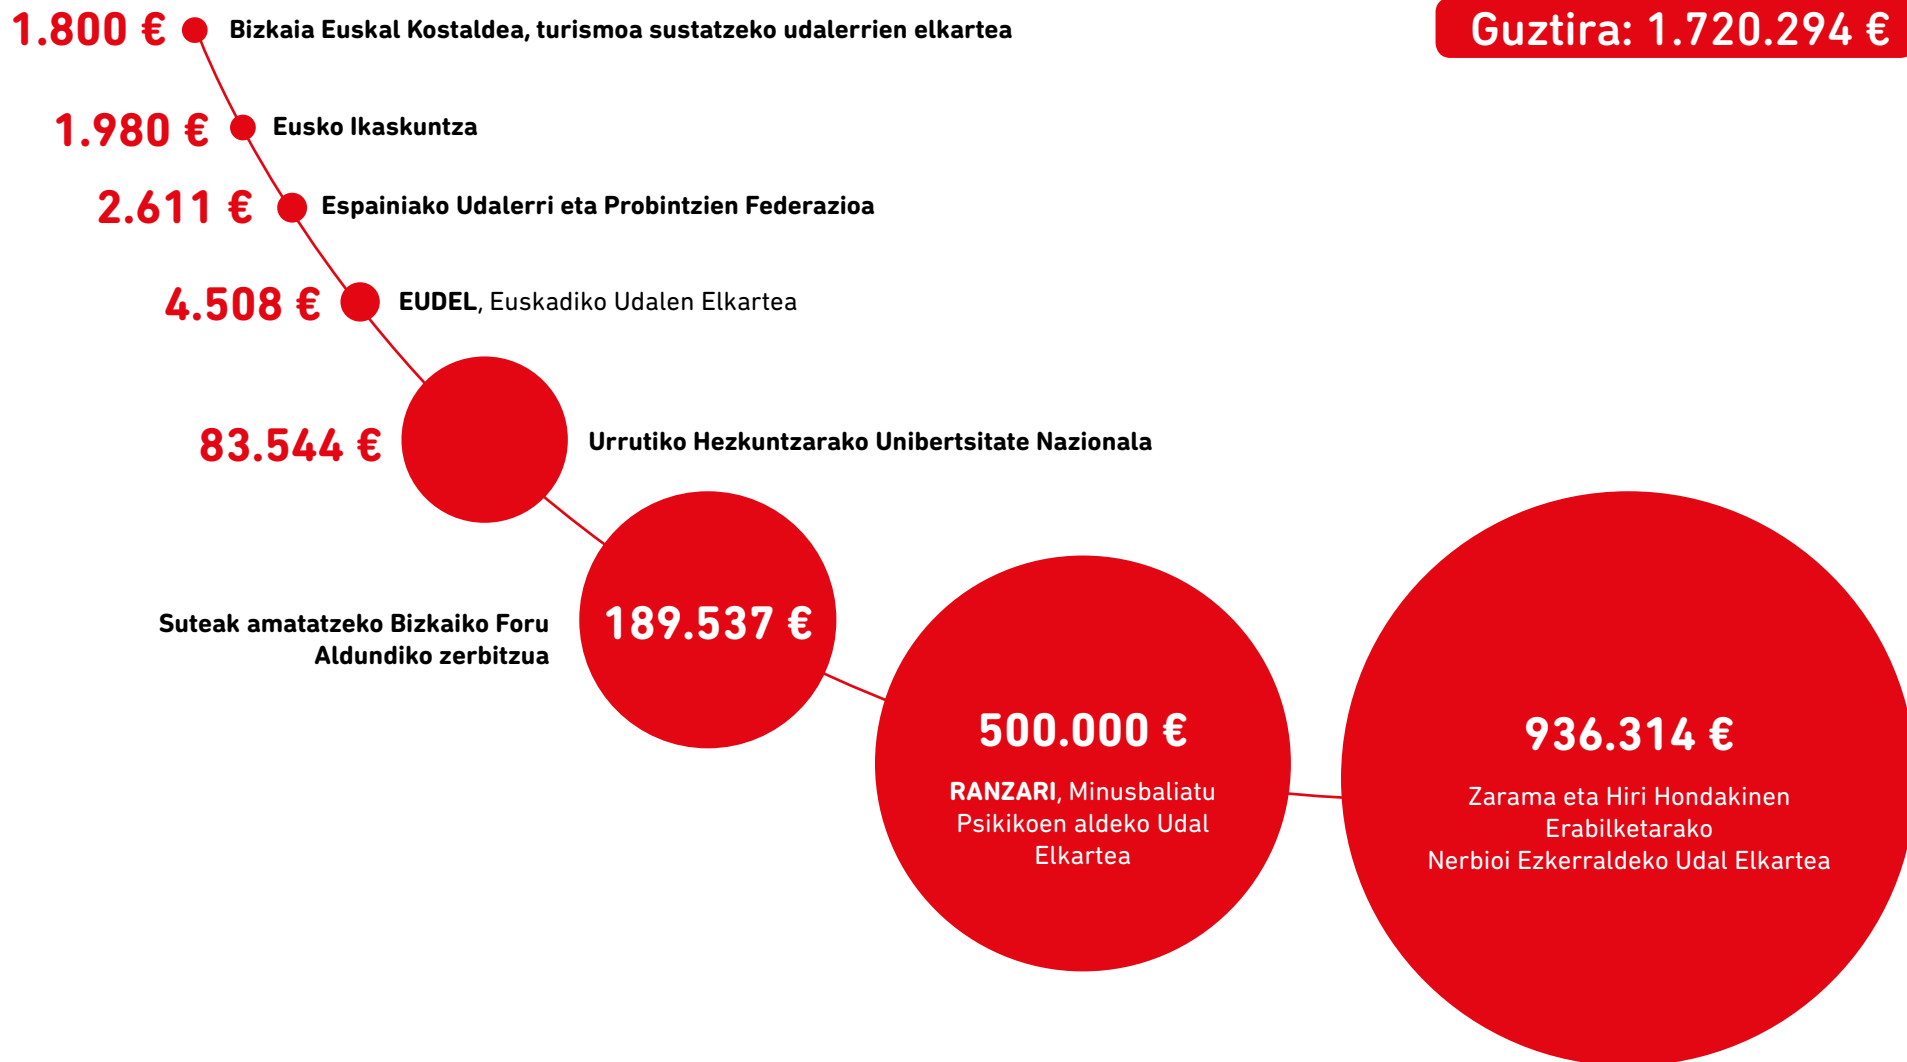 1.800 € Bizkaia Euskal Kostaldea, turismoa sustatzeko udalerrien elkartea
Guztira: 1.720.294 €
1.980 € Eusko Ikaskuntza
2.611 € Espainiako Udalerri eta Probintzien Federazioa
4.508 € EUDEL, Euskadiko Udalen Elkartea
83.544 € Urrutiko Hezkuntzarako Unibertsitate Nazionala
Suteak amatatzeko Bizkaiko Foru
Aldundiko zerbitzua
189.537 €
500.000 €
RANZARI, Minusbaliatu
Psikikoen aldeko Udal
Elkartea
936.314 €
Zarama eta Hiri Hondakinen
Erabilketarako
Nerbioi Ezkerraldeko Udal Elkartea